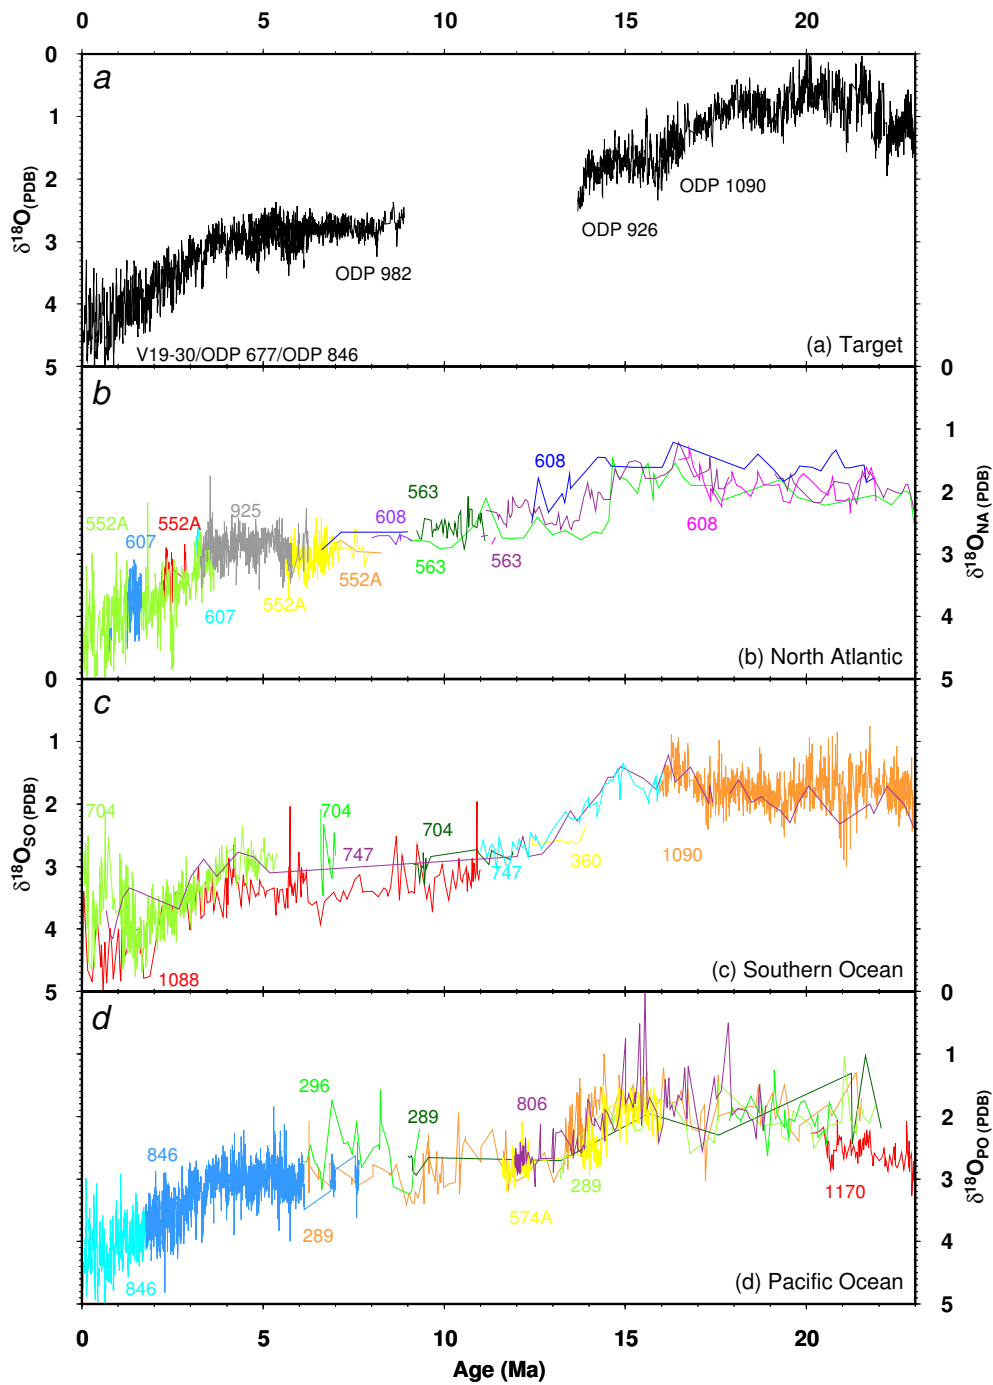 0 5 10 15 20
a
0
1
2
3
4
5
δ18O(PDB)
ODP 1090
ODP 926
ODP 982
V19-30/ODP 677/ODP 846
(a) Target
b
0
1
2
3
4
5
δ18ONA (PDB)
552A
607
552A
607
925
552A
552A
608
563
563
563
608
608
(b) North Atlantic
c
0
1
2
3
4
5
δ18OSO (PDB)
704
1088
704
747
704
747
360
1090
(c) Southern Ocean
d
0
1
2
3
4
5
δ18OPO (PDB)
846
846
296
289
289
806
574A
289
1170
(d) Pacific Ocean
0 5 10 15 20
Age (Ma)